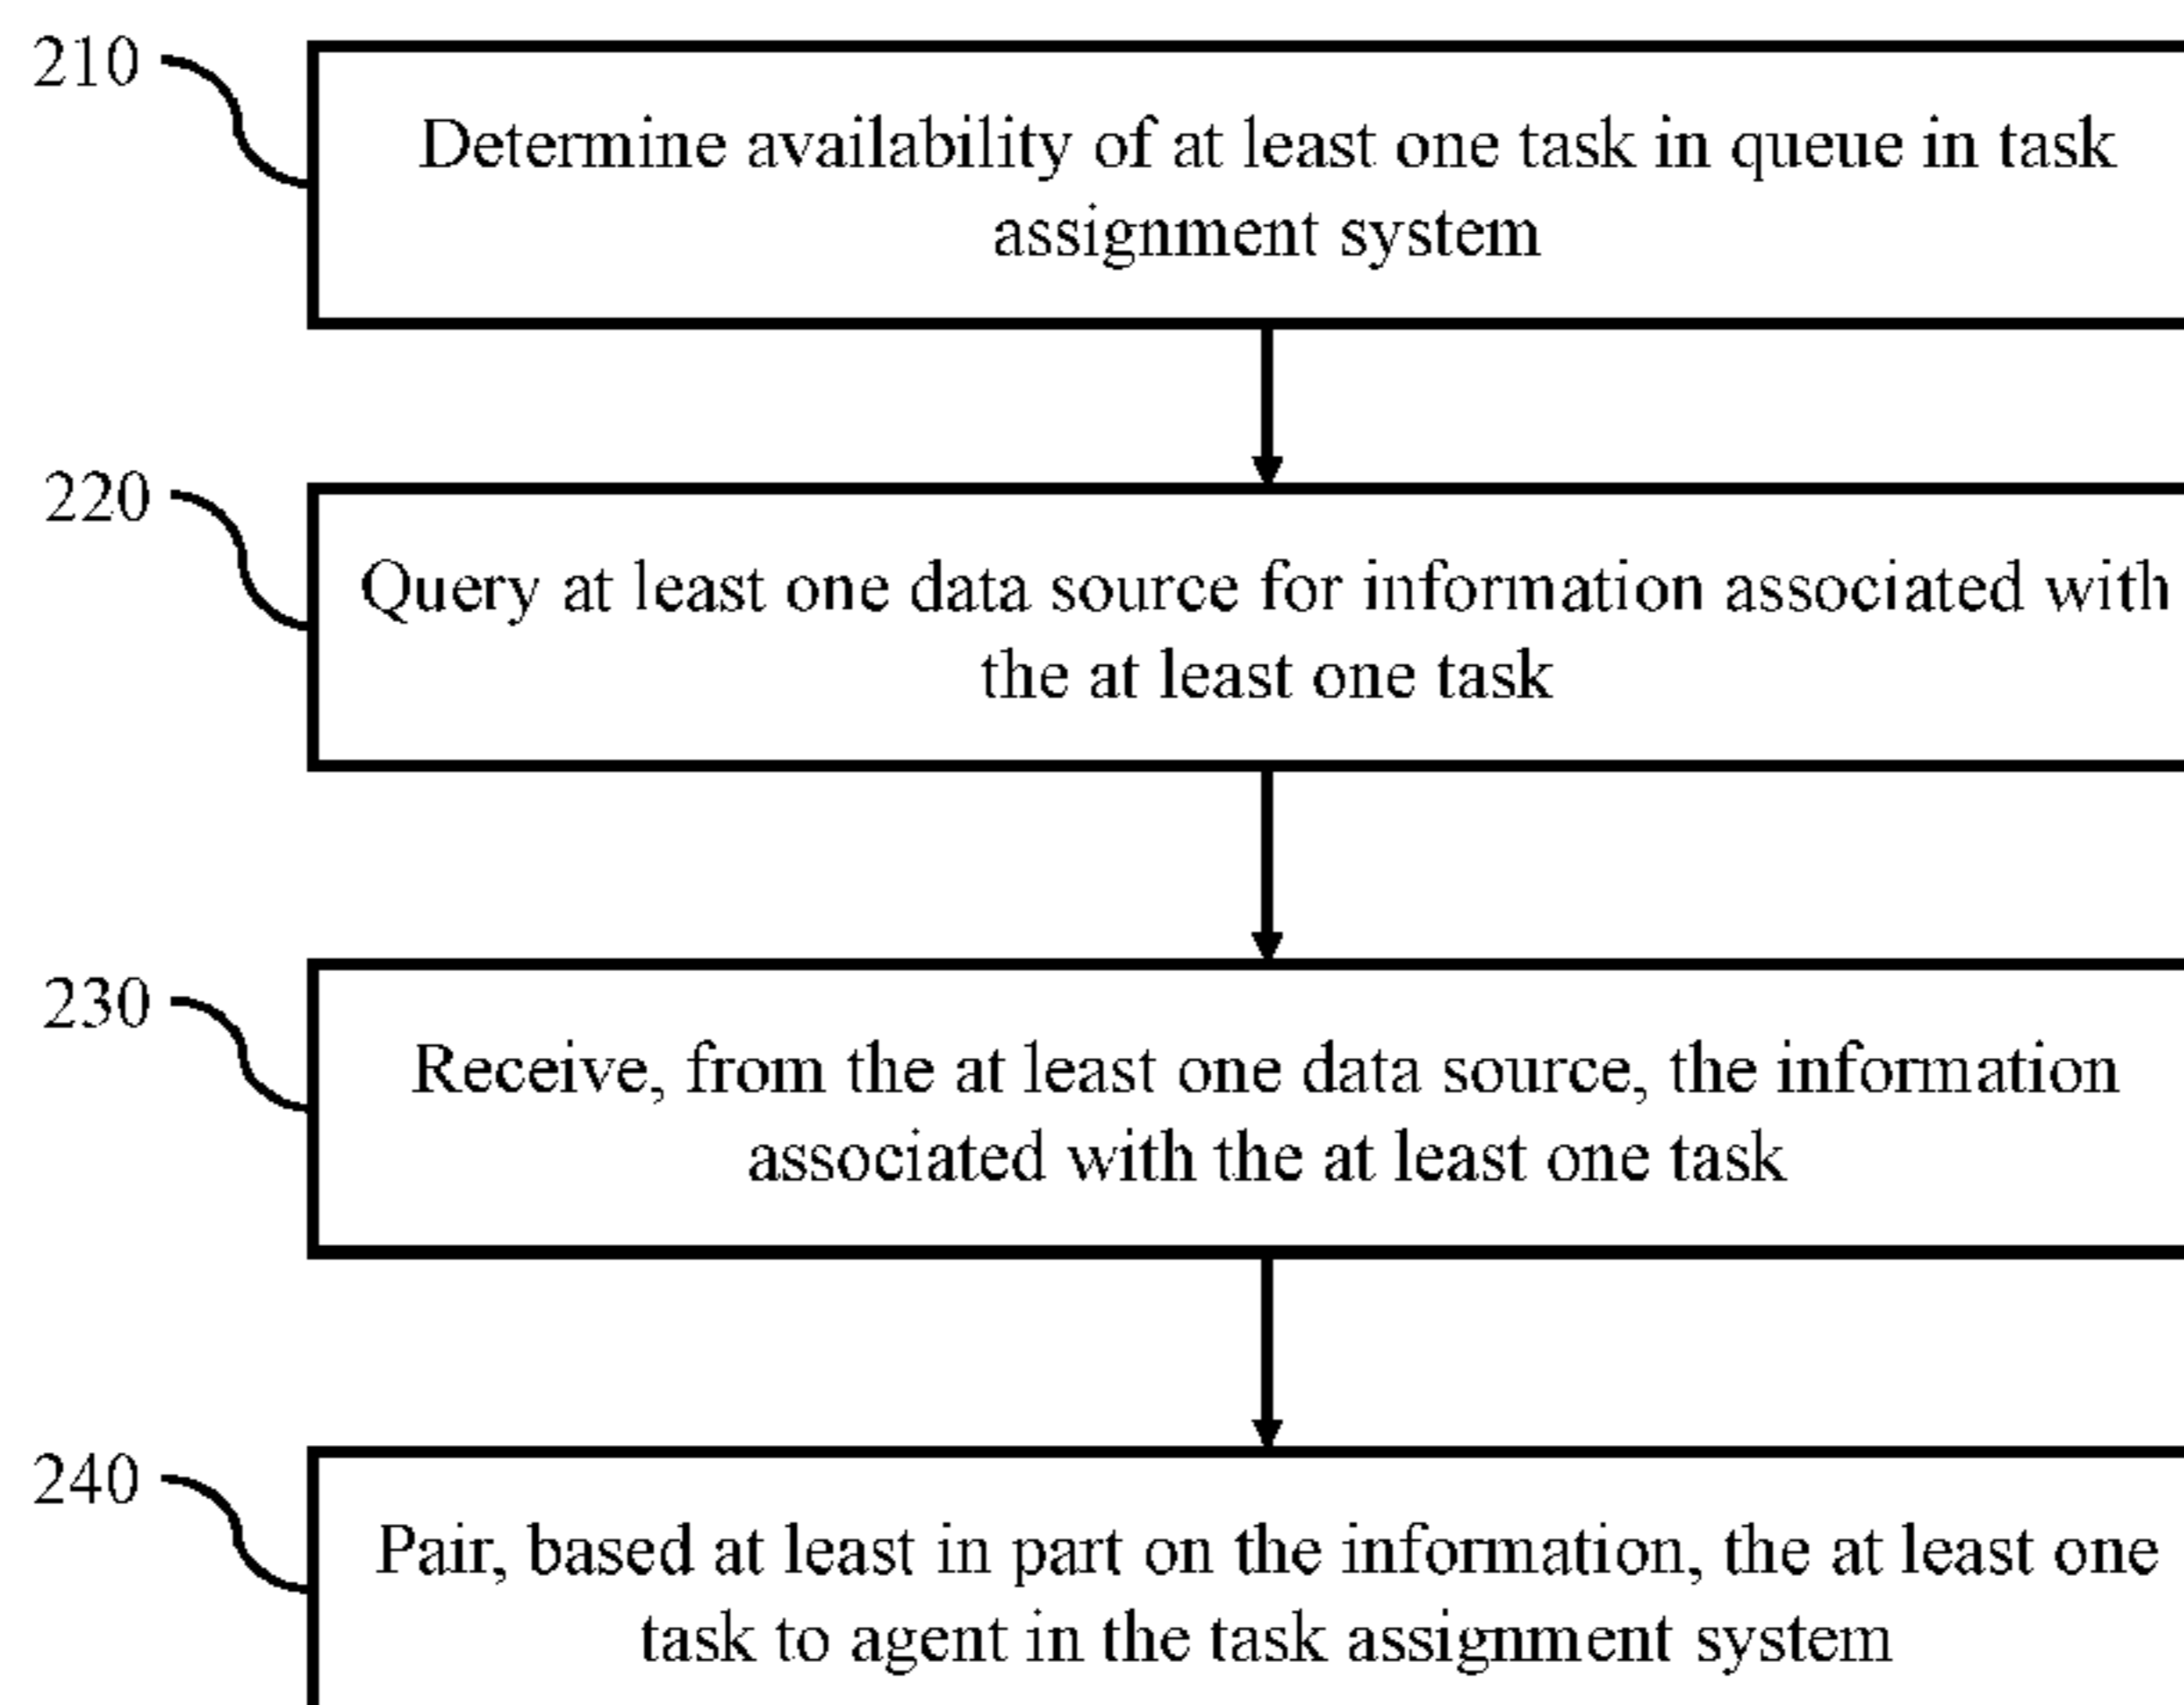 210
Determine availability of at least one task in queue in task
assignment system
220
Query at least one data source for information associated with
the at least one task
230
Receive, from the at least one data source, the information
associated with the at least one task
240
Pair, based at least in part on the information, the at least one
task to agent in the task assignment system